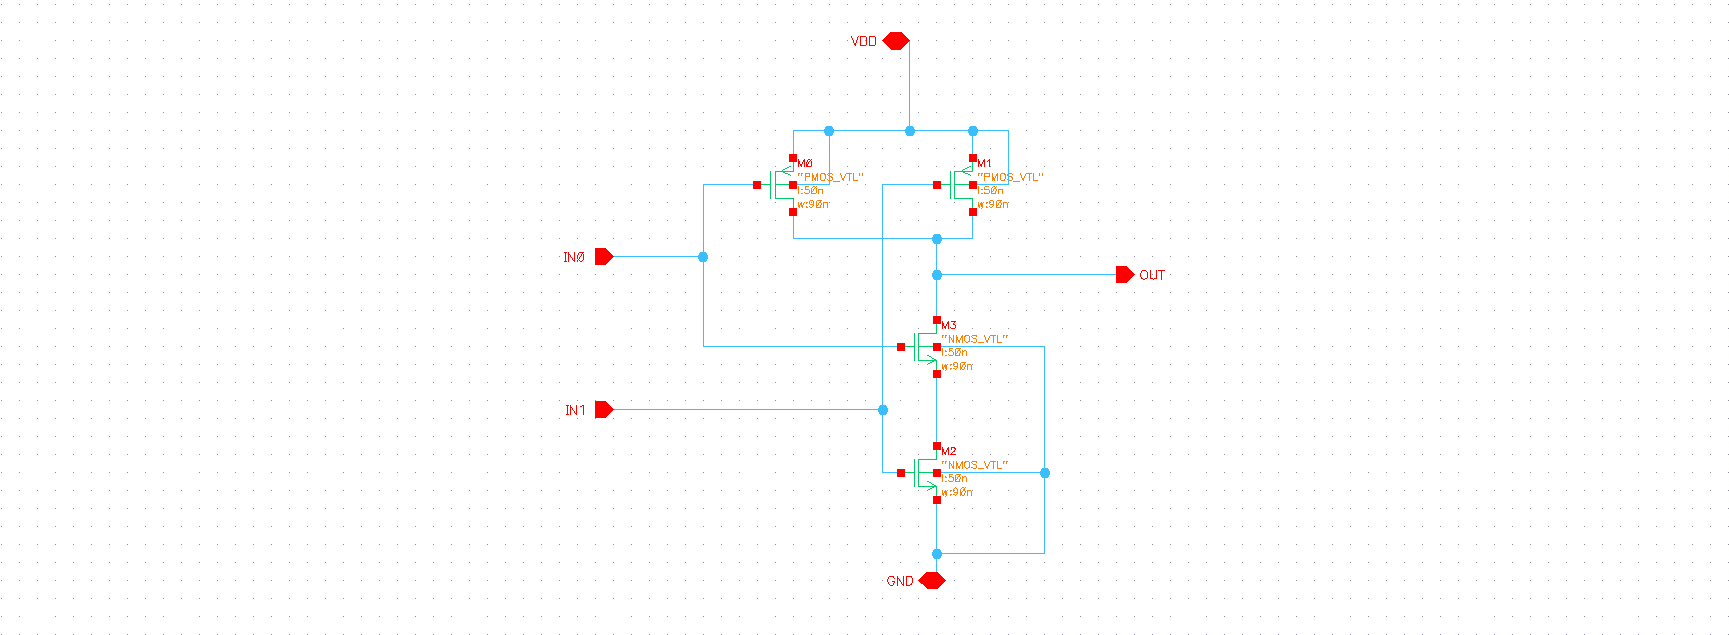 VDD
M0
"PMOS_VTL"
l:50n
w:90n
M1
"PMOS_VTL"
l:50n
w:90n
IN0
OUT
M3
"NMOS_VTL"
l:50n
w:90n
IN1
M2
"NMOS_VTL"
l:50n
w:90n
GND